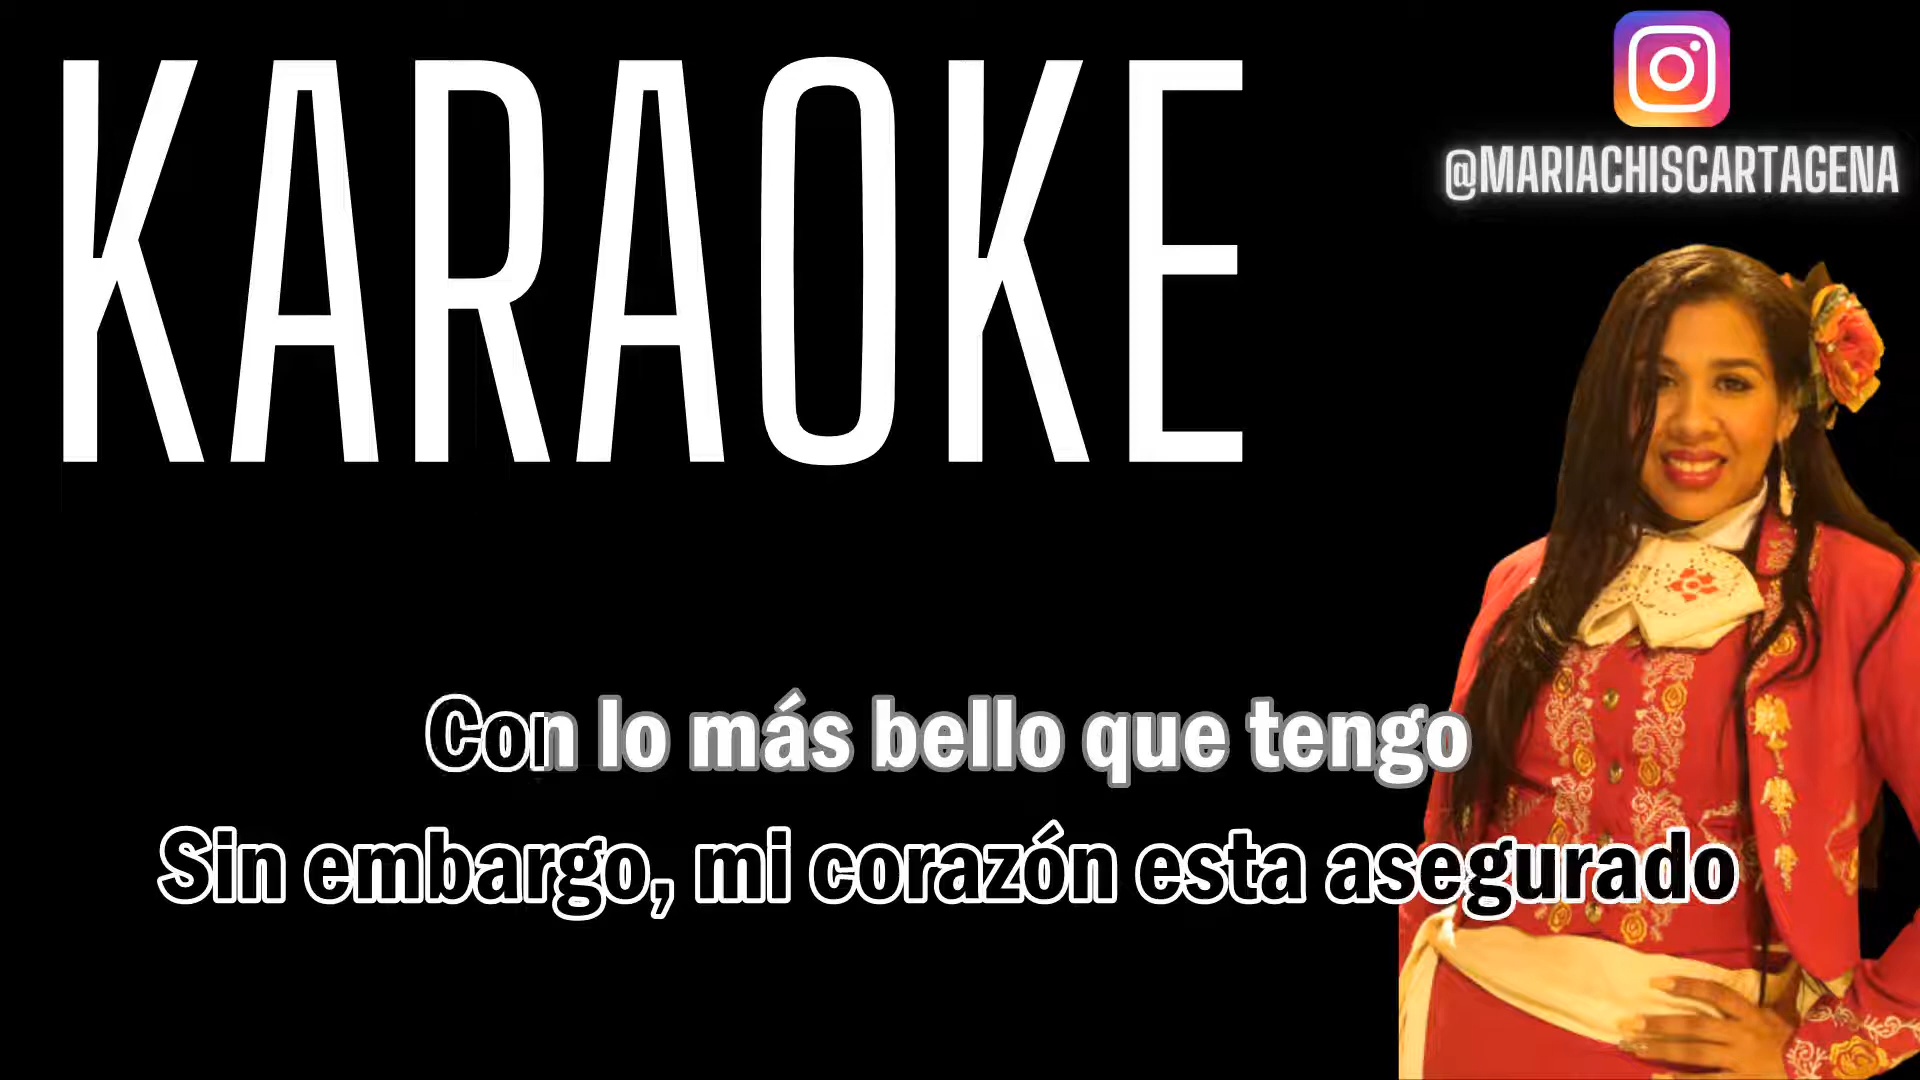 KARAOKE
@MARIACHISCARTAGENA
Con lo más bello que tengo
Sin embargo, mi corazón esta asegurado